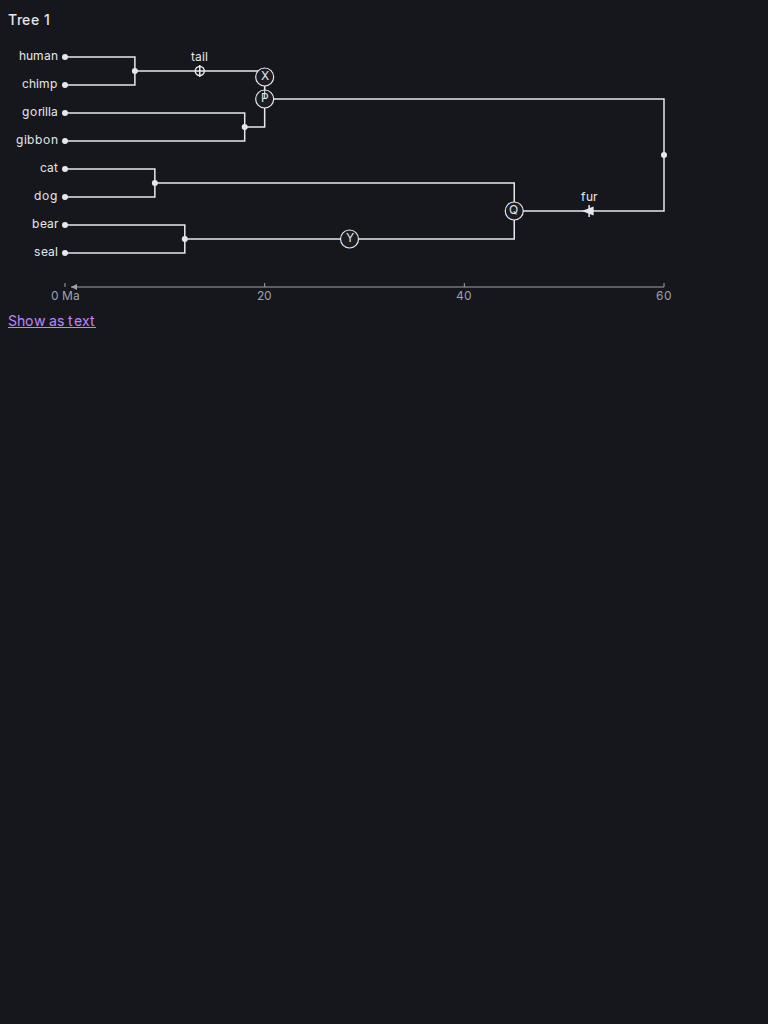 Tree 1
human
tail
X
chimp
P
gorilla
gibbon
cat
dog
fur
Q
bear
Y
seal
0 Ma 20 40 60
Show as text